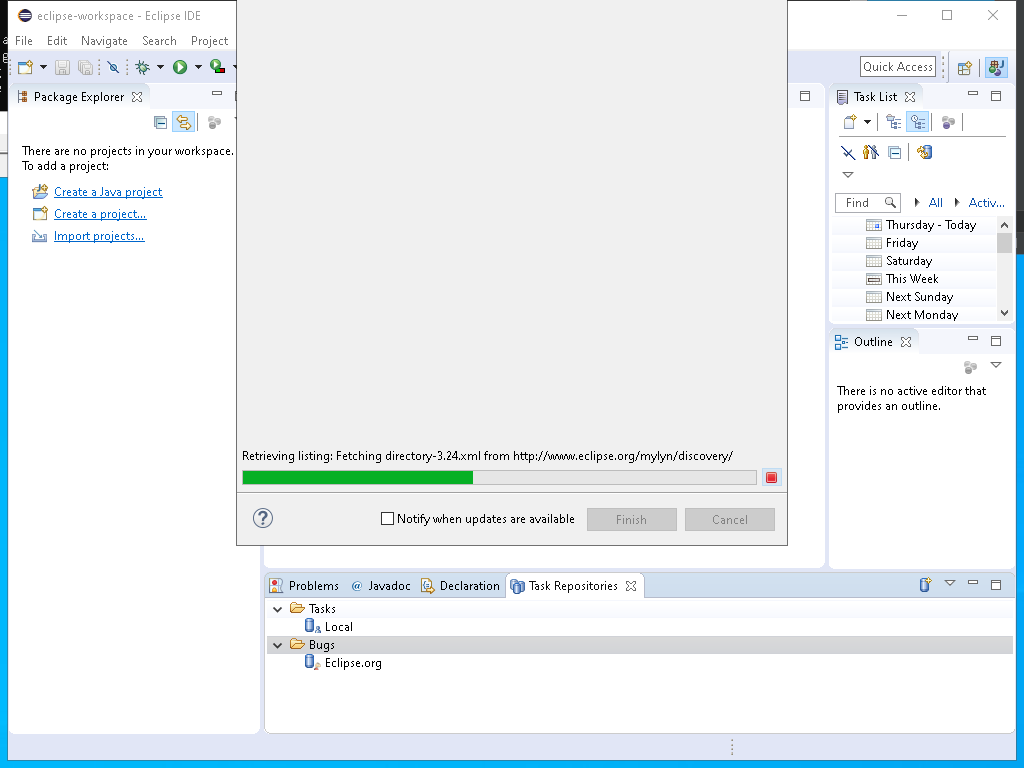 eclipse-workspace - Eclipse IDE
File Edit Navigate Search Project
Quick Access
Package Explorer
There are no projects in your workspace.
To add a project:
Create a Java project
Create a project...
Import projects...
Task List
Find All Activ...
Thursday - Today
Friday
Saturday
This Week
Next Sunday
Next Monday
Outline
There is no active editor that
provides an outline.
Retrieving listing: Fetching directory-3.24.xml from http://www.eclipse.org/mylyn/discovery/
Notify when updates are available Finish Cancel
Problems @ Javadoc Declaration Task Repositories
Tasks
Local
Bugs
Eclipse.org